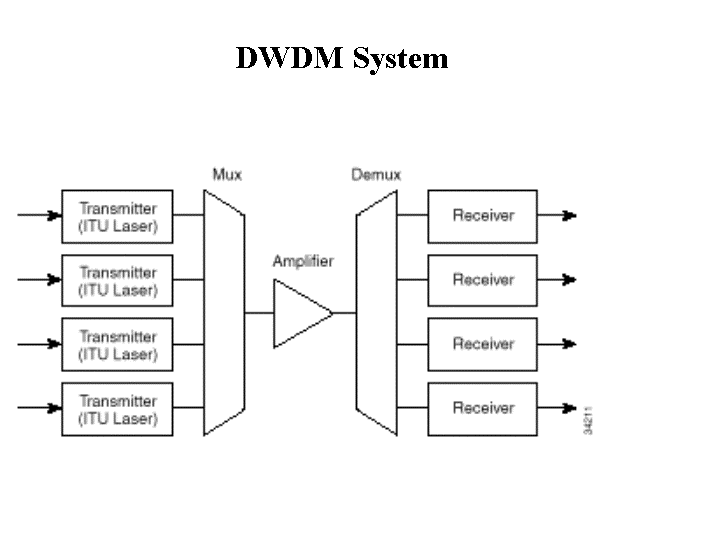 DWDM System
Mux
Demux
Transmitter
(ITU Laser)
Receiver
Amplifier
Transmitter
(ITU Laser)
Receiver
Transmitter
(ITU Laser)
Receiver
Transmitter
(ITU Laser)
Receiver
34211